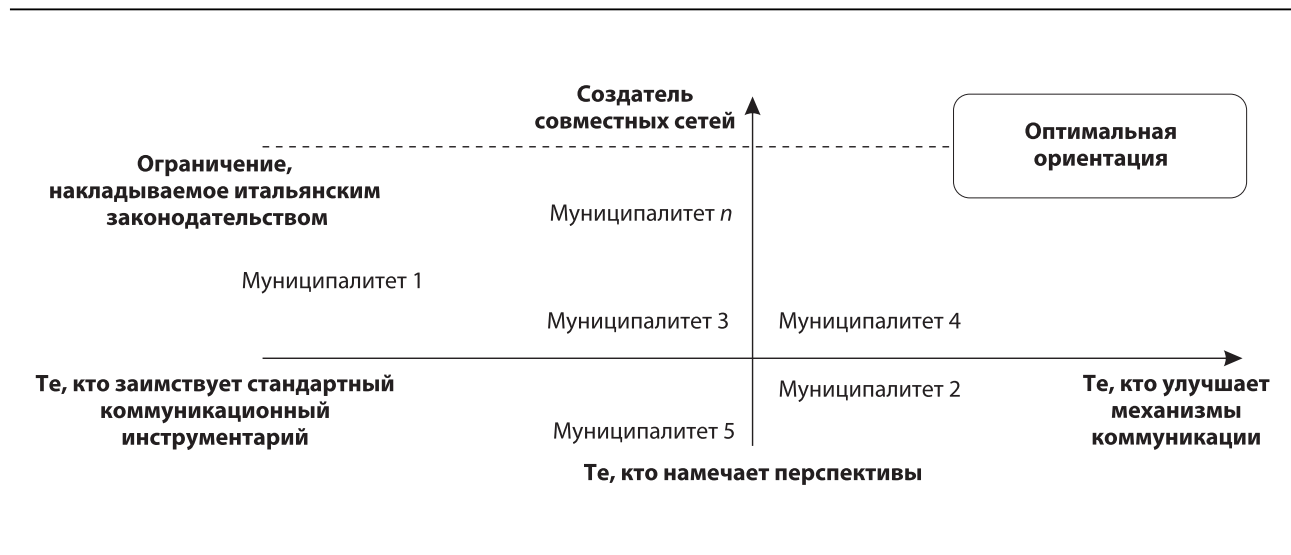 Создатель
совместных сетей
Оптимальная
ориентация
Ограничение,
накладываемое итальянским
законодательством
Муниципалитет n
Муниципалитет 1
Муниципалитет 3
Муниципалитет 4
Те, кто заимствует стандартный
коммуникационный
инструментарий
Муниципалитет 2
Те, кто улучшает
механизмы
коммуникации
Муниципалитет 5
Те, кто намечает перспективы